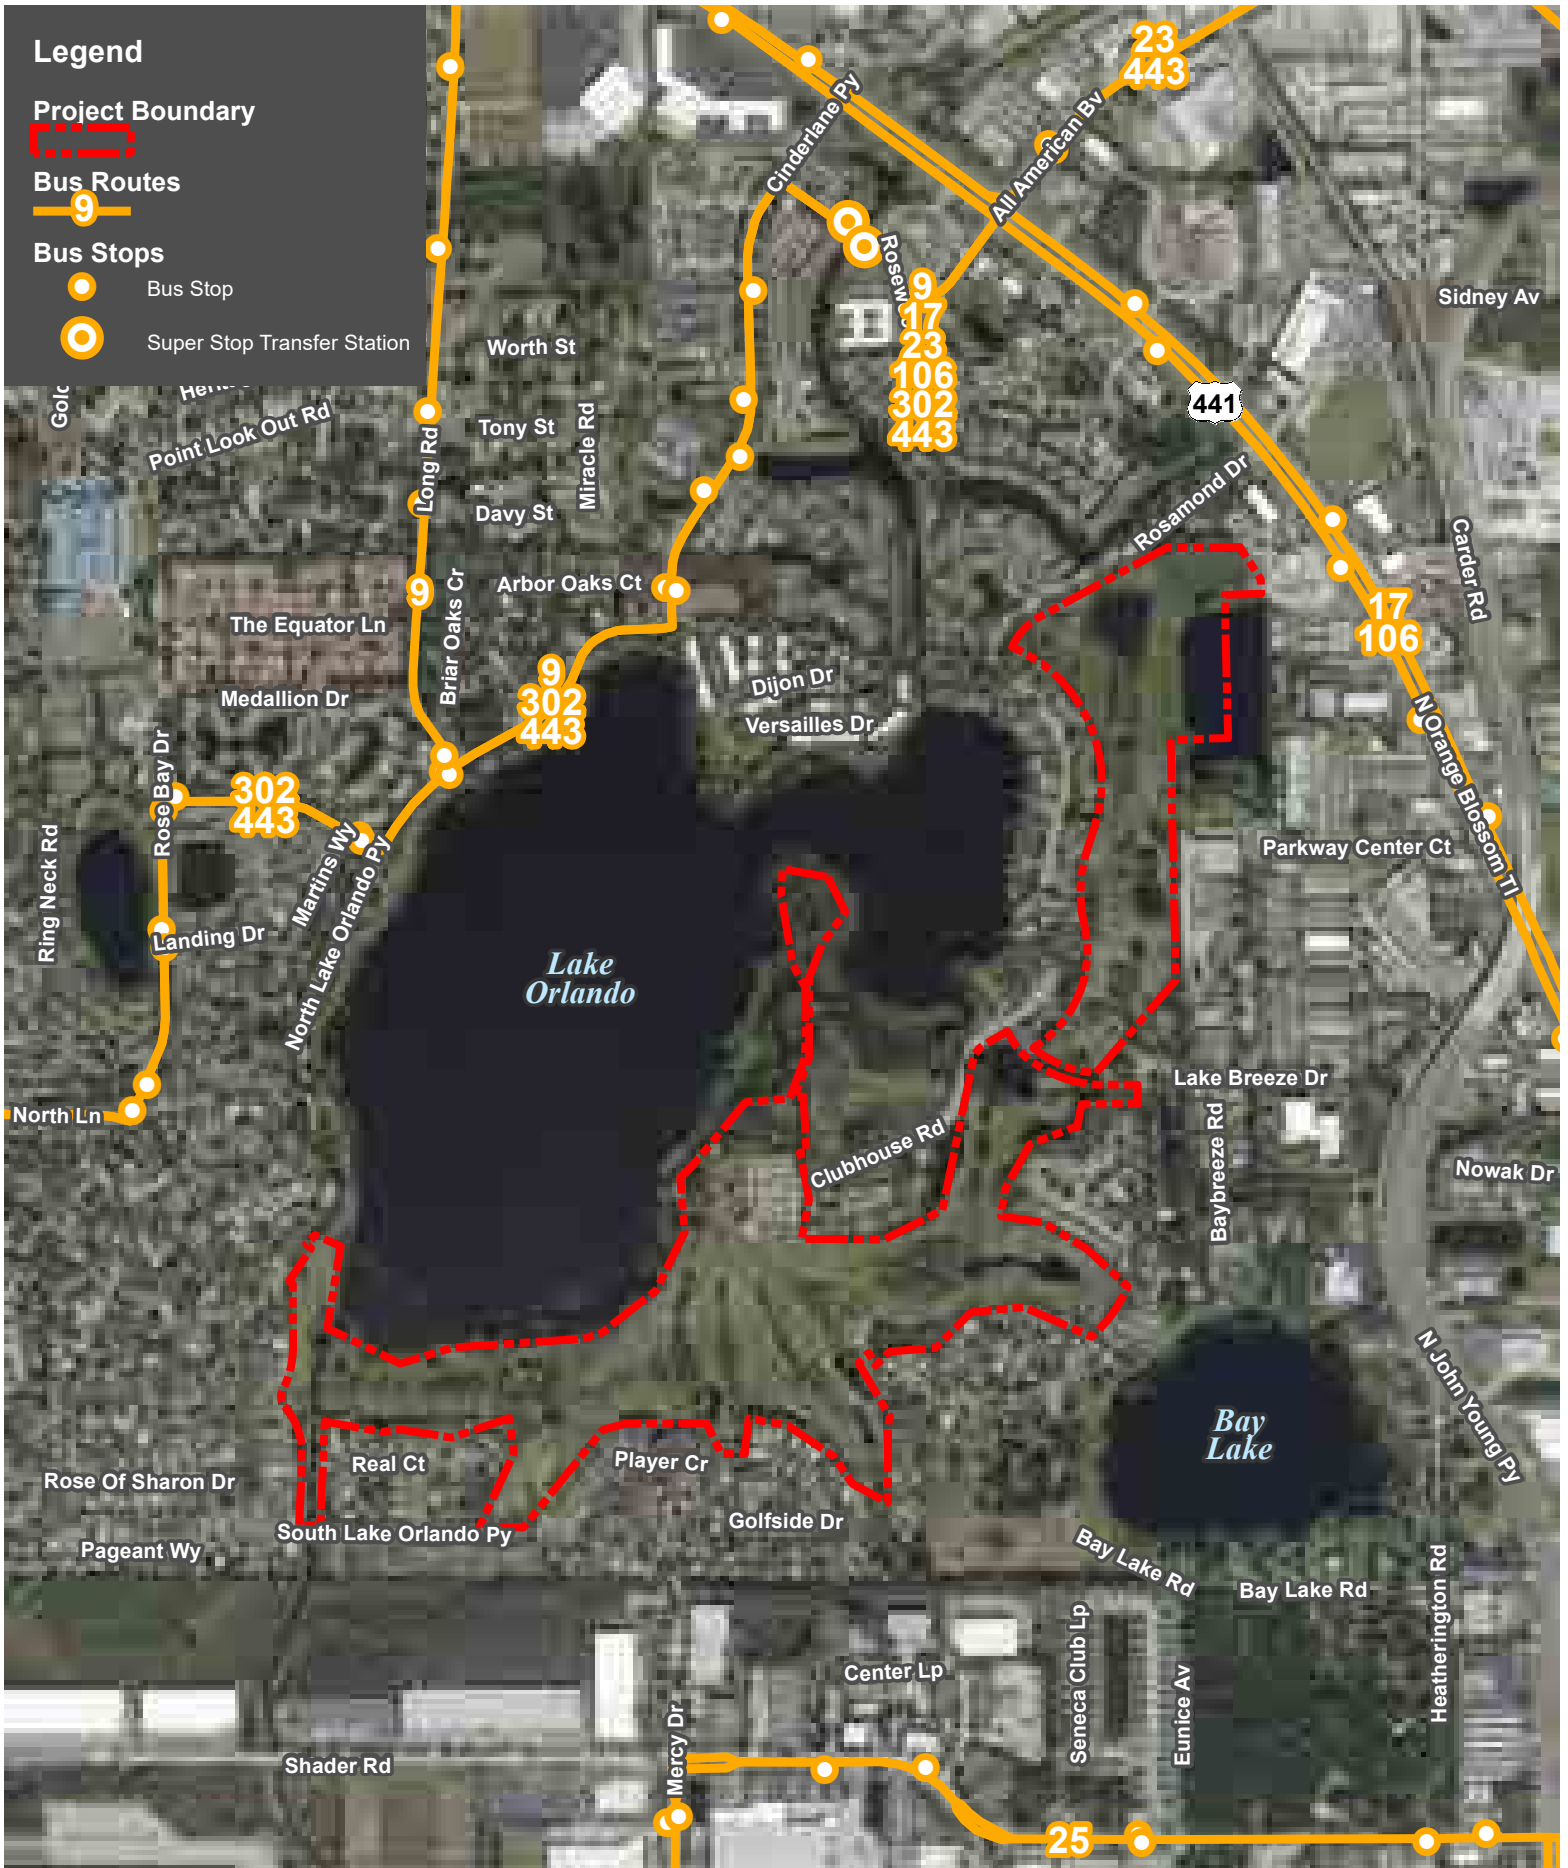 Legend
Project Boundary
Bus Routes
9
Bus Stops
Bus Stop
Super Stop Transfer Station
23
443
Cinderlane Py
All American Bv
9
17
23
106
302
443
Sidney Av
441
Worth St
Point Look Out Rd
Tony St
Miracle Rd
Long Rd
Davy St
Rosamond Dr
Carder Rd
Arbor Oaks Ct
9
Briar Oaks Cr
The Equator Ln
17
106
Medallion Dr
9
302
443
Dijon Dr
Versailles Dr
N Orange Blossom Tl
Rose Bay Dr
302
443
Martins Wy
North Lake Orlando Py
Ring Neck Rd
Landing Dr
Parkway Center Ct
Lake
Orlando
North Ln
Lake Breeze Dr
Clubhouse Rd
Baybreeze Rd
Nowak Dr
Bay
Lake
N John Young Py
Real Ct
Player Cr
Rose Of Sharon Dr
Golfside Dr
South Lake Orlando Py
Pageant Wy
Bay Lake Rd
Bay Lake Rd
Heatherington Rd
Seneca Club Lp
Center Lp
Eunice Av
Mercy Dr
Shader Rd
25